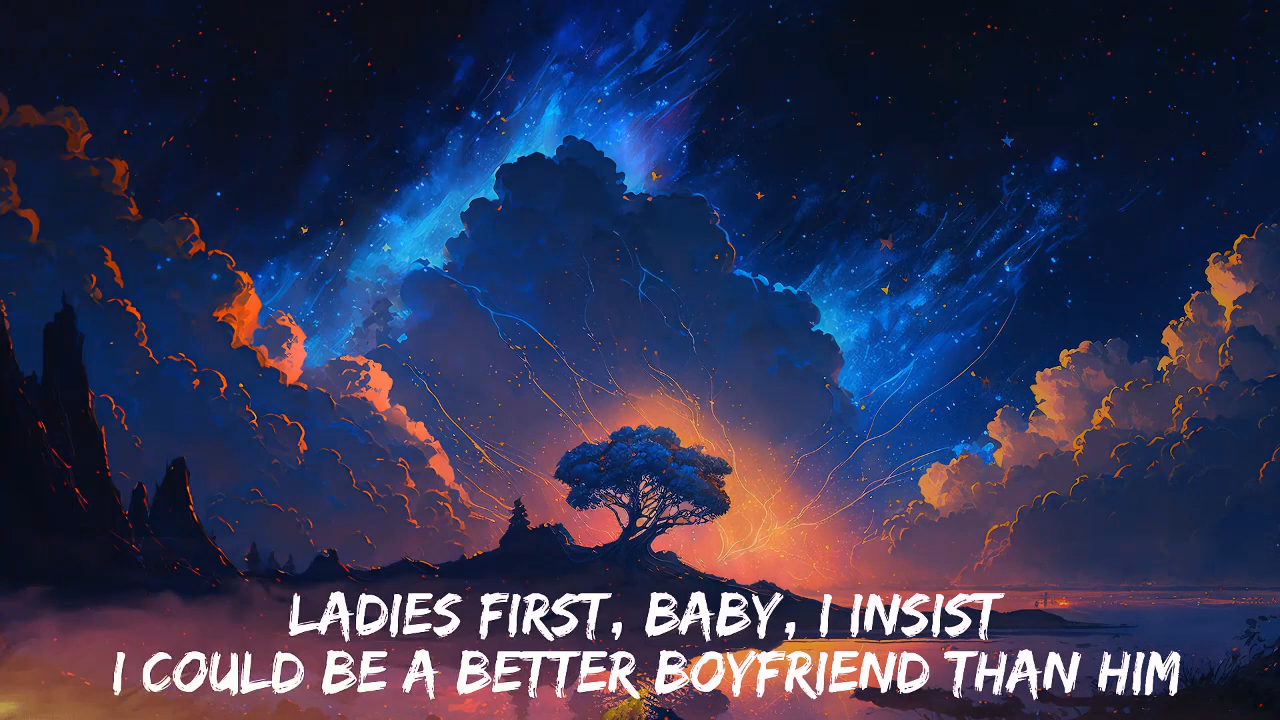 LADIES FIRST, BABY, I INSIST
I COULD BE A BETTER BOYFRIEND THAN HIM